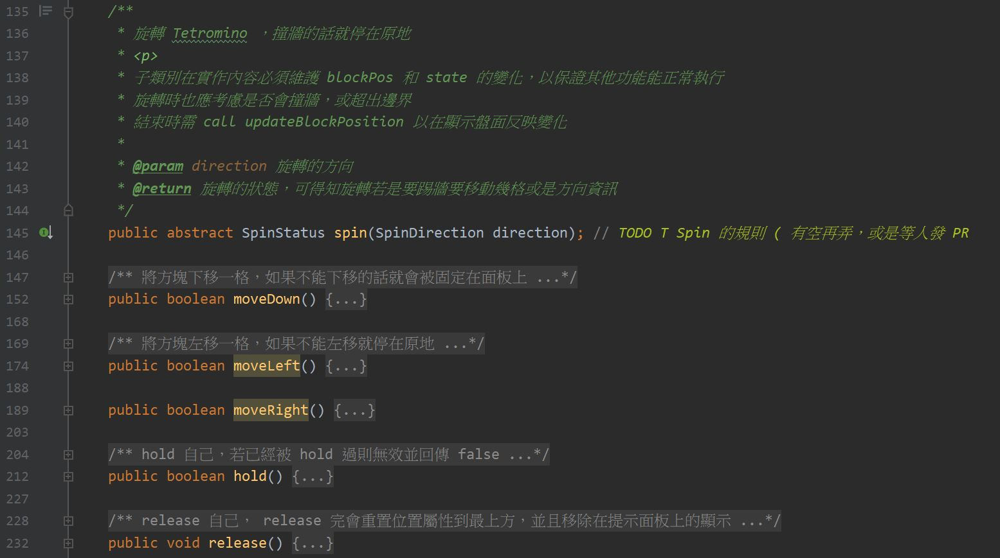 135 /**
136 * 旋轉 Tetromino ，撞牆的話就停在原地
137 * <p>
138 * 子類別在實作內容必須維護 blockPos 和 state 的變化，以保證其他功能能正常執行
139 * 旋轉時也應考慮是否會撞牆，或超出邊界
140 * 結束時需 call updateBlockPosition 以在顯示盤面反映變化
141 *
142 * @param direction 旋轉的方向
143 * @return 旋轉的狀態，可得知旋轉若是要踢牆要移動幾格或是方向資訊
144 */
145 public abstract SpinStatus spin(SpinDirection direction); // TODO T Spin 的規則 ( 有空再弄，或是等人發 PR
146
147 /** 將方塊下移一格，如果不能下移的話就會被固定在面板上 ...*/
152 public boolean moveDown() {...}
168
169 /** 將方塊左移一格，如果不能左移就停在原地 ...*/
174 public boolean moveLeft() {...}
188
189 public boolean moveRight() {...}
203
204 /** hold 自己，若已經被 hold 過則無效並回傳 false ...*/
212 public boolean hold() {...}
227
228 /** release 自己， release 完會重置位置屬性到最上方，並且移除在提示面板上的顯示 ...*/
232 public void release() {...}